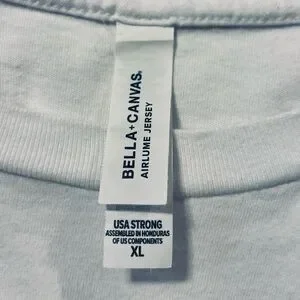 BELLA+CANVAS.
AIRLUME JERSEY
USA STRONG
ASSEMBLED IN HONDURAS
OF US COMPONENTS
XL